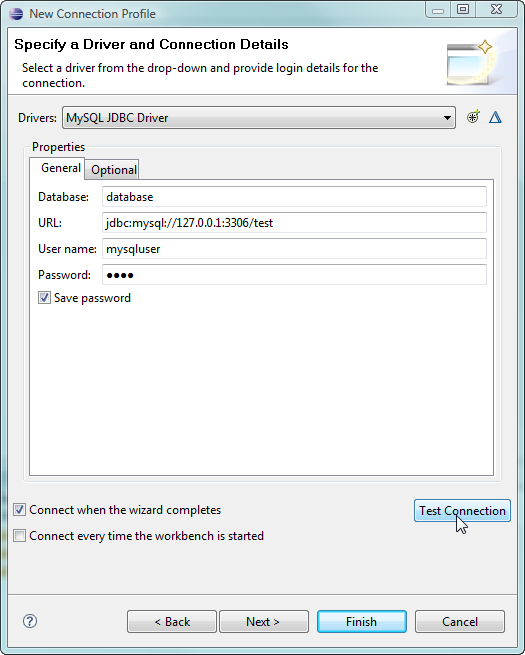 New Connection Profile
Specify a Driver and Connection Details
Select a driver from the drop-down and provide login details for the
connection.
Drivers: MySQL JDBC Driver
Properties
General Optional
Database: database
URL: jdbc:mysql://127.0.0.1:3306/test
User name: mysqluser
Password: ●●●●
Save password
Connect when the wizard completes
Test Connection
Connect every time the workbench is started
? < Back Next > Finish Cancel